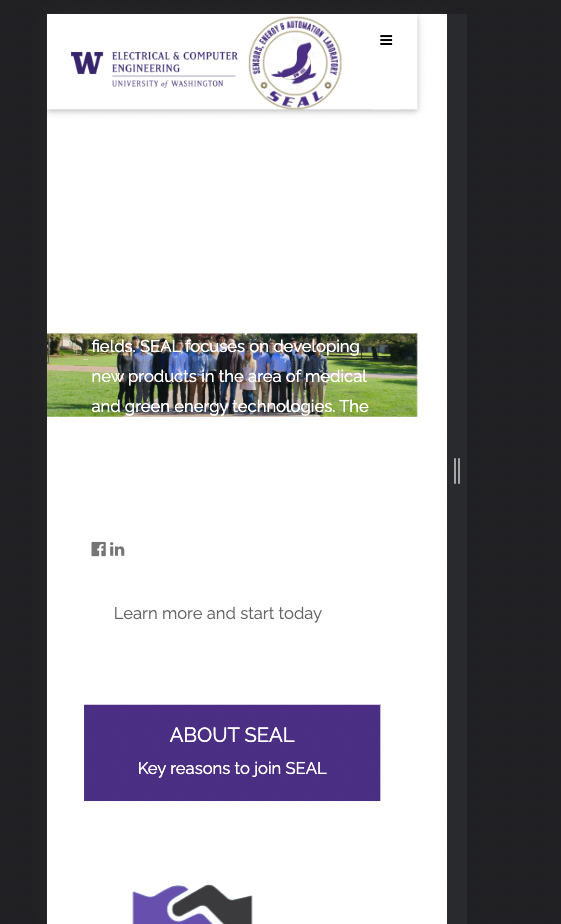 W ELECTRICAL & COMPUTER
ENGINEERING
UNIVERSITY of WASHINGTON
SENSORS, ENERGY & AUTOMATION LABORATORY
SEAL
fields. SEAL focuses on developing
new products in the area of medical
and green energy technologies. The
Learn more and start today
ABOUT SEAL
Key reasons to join SEAL